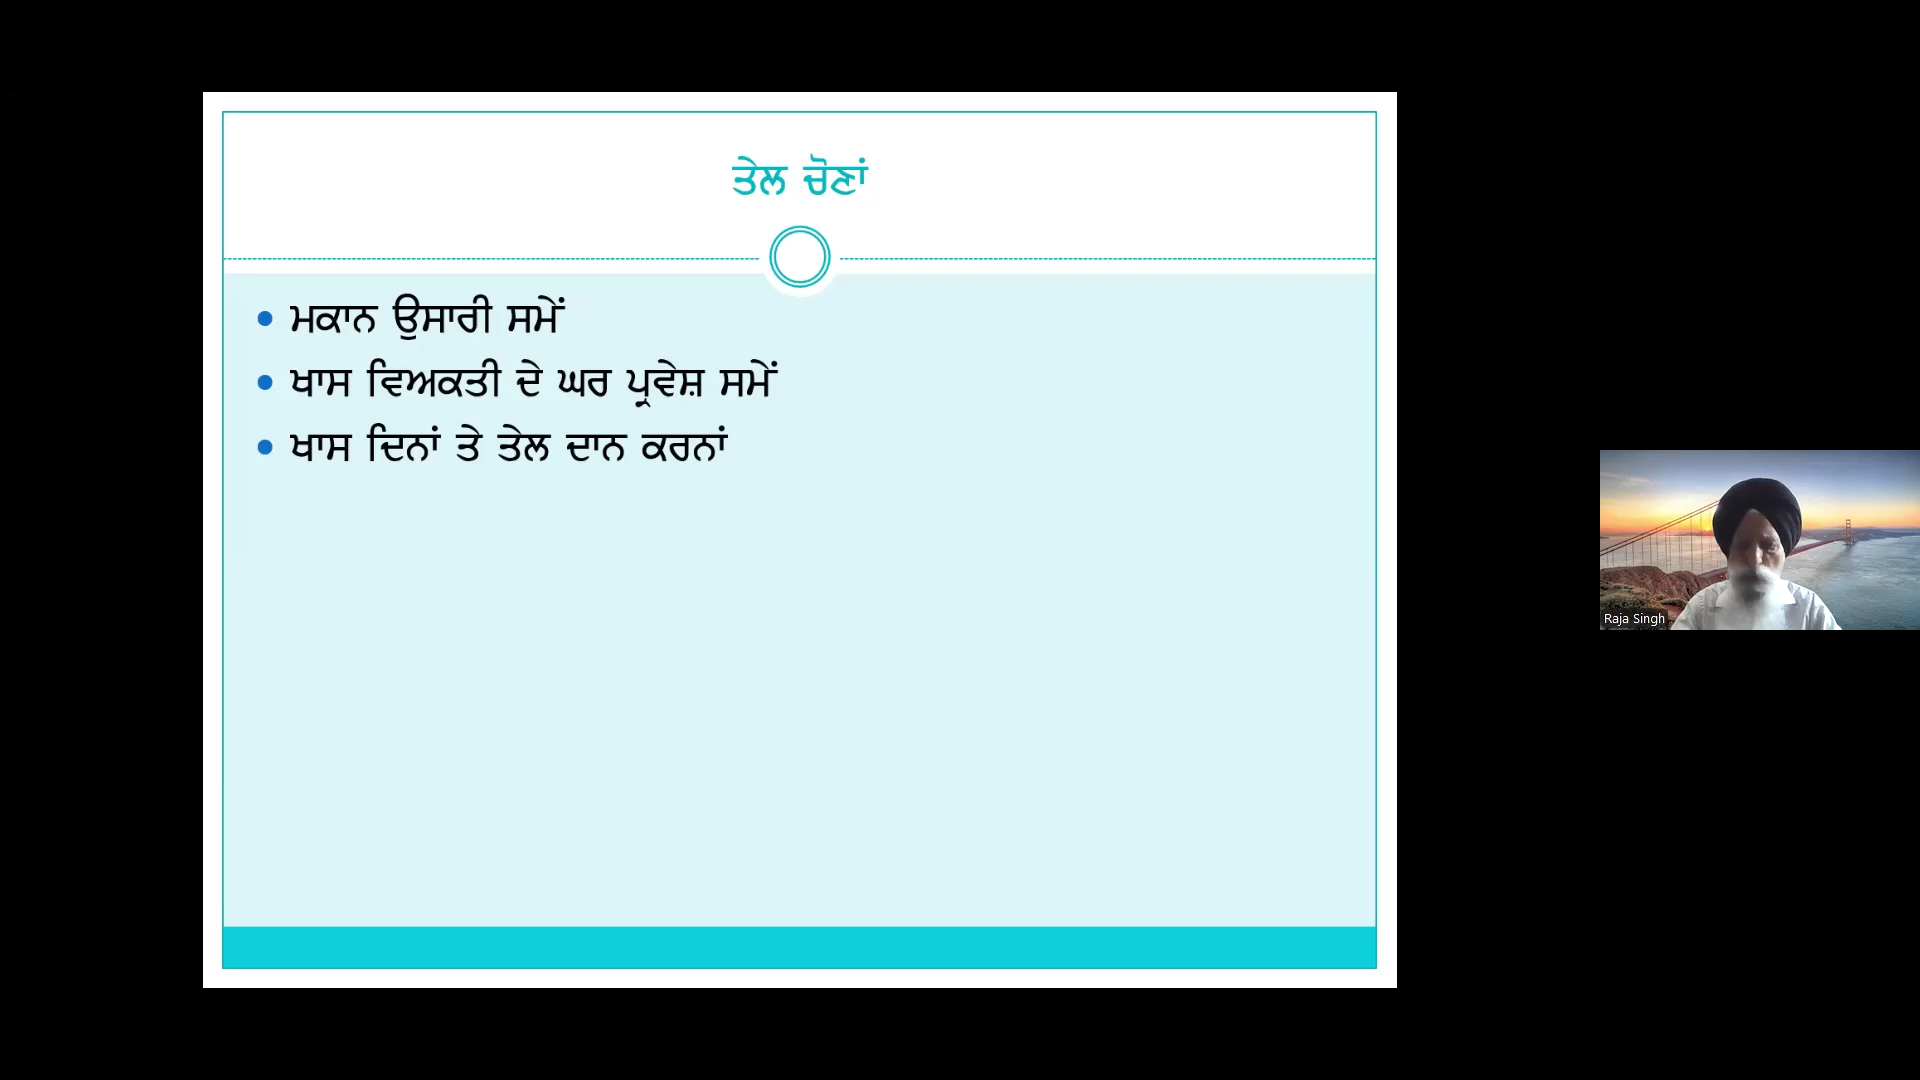 ਤੇਲ ਚੋਣਾਂ
• ਮਕਾਨ ਉਸਾਰੀ ਸਮੇਂ
• ਖਾਸ ਵਿਅਕਤੀ ਦੇ ਘਰ ਪ੍ਰਵੇਸ਼ ਸਮੇਂ
• ਖਾਸ ਦਿਨਾਂ ਤੇ ਤੇਲ ਦਾਨ ਕਰਨਾਂ
Raja Singh